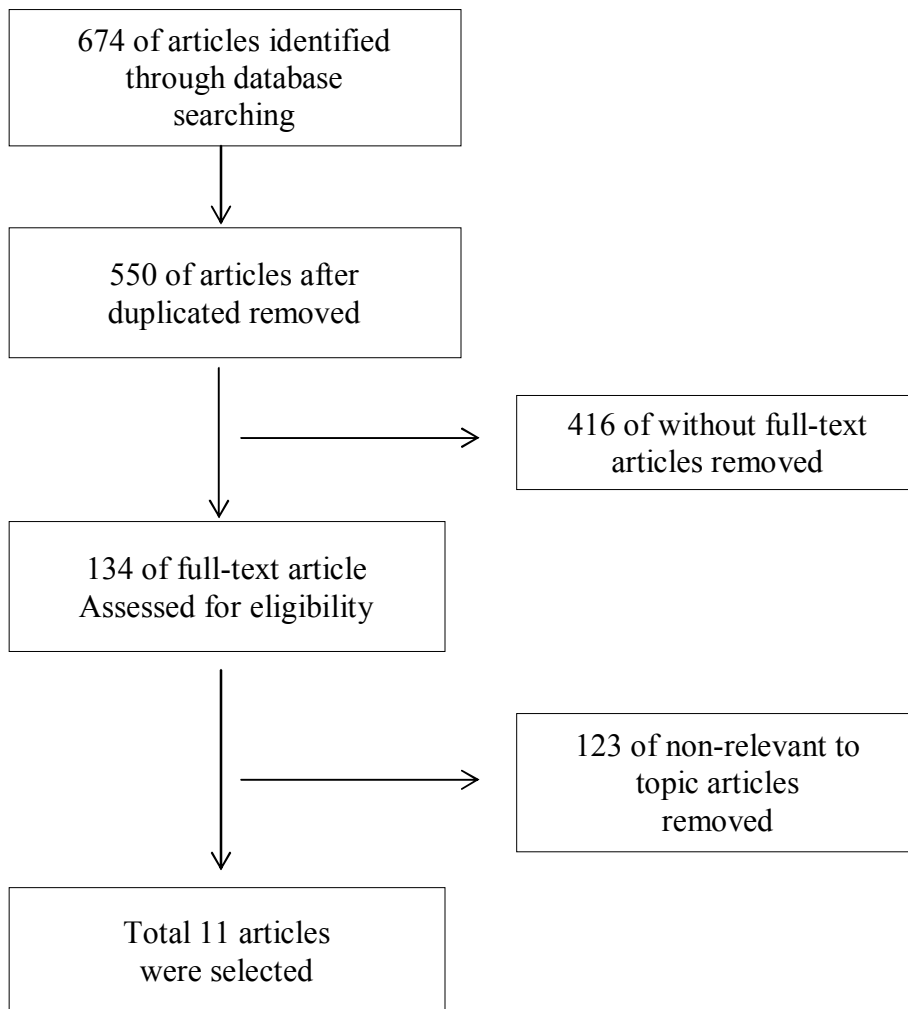 674 of articles identified
through database
searching
550 of articles after
duplicated removed
416 of without full-text
articles removed
134 of full-text article
Assessed for eligibility
123 of non-relevant to
topic articles
removed
Total 11 articles
were selected